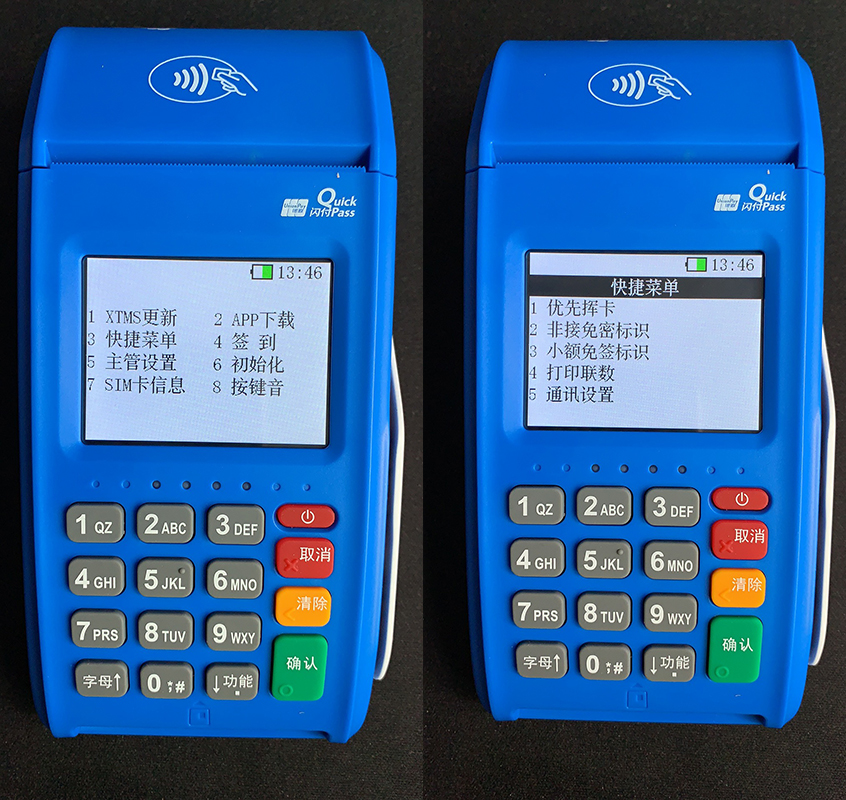 Quick
闪付Pass
UnionPay
银联
13:46
1 XTMS更新 2 APP下载
3 快捷菜单 4 签 到
5 主管设置 6 初始化
7 SIM卡信息 8 按键音
1 QZ 2 ABC 3 DEF
取消
4 GHI 5 JKL 6 MNO
清除
7 PRS 8 TUV 9 WXY
确认
字母↑ 0 *;# ↓功能
Quick
闪付Pass
UnionPay
银联
13:46
快捷菜单
1 优先挥卡
2 非接免密标识
3 小额免签标识
4 打印联数
5 通讯设置
1 QZ 2 ABC 3 DEF
取消
4 GHI 5 JKL 6 MNO
清除
7 PRS 8 TUV 9 WXY
确认
字母↑ 0 *;# ↓功能